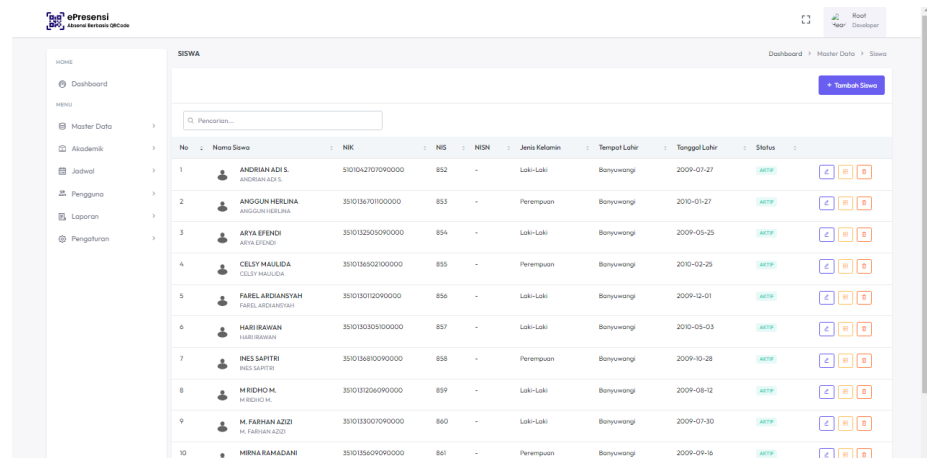 ePresensi
Absensi Berbasis QRCode
Root
Developer
HOME
Dashboard
MENU
Master Data
Akademik
Jadwal
Pengguna
Laporan
Pengaturan
SISWA
Dashboard > Master Data > Siswa
+ Tambah Siswa
Pencarian...
No Nama Siswa NIK NIS NISN Jenis Kelamin Tempat Lahir Tanggal Lahir Status
1 ANDRIAN ADI S. 5101042707090000 852 - Laki-Laki Banyuwangi 2009-07-27 AKTIF
ANDRIAN ADI S.
2 ANGGUN HERLINA 3510136701100000 853 - Perempuan Banyuwangi 2010-01-27 AKTIF
ANGGUN HERLINA
3 ARYA EFENDI 3510132505090000 854 - Laki-Laki Banyuwangi 2009-05-25 AKTIF
ARYA EFENDI
4 CELSY MAULIDA 3510136502100000 855 - Perempuan Banyuwangi 2010-02-25 AKTIF
CELSY MAULIDA
5 FAREL ARDIANSYAH 3510130112090000 856 - Laki-Laki Banyuwangi 2009-12-01 AKTIF
FAREL ARDIANSYAH
6 HARI IRAWAN 3510130305100000 857 - Laki-Laki Banyuwangi 2010-05-03 AKTIF
HARI IRAWAN
7 INES SAPITRI 3510136810090000 858 - Perempuan Banyuwangi 2009-10-28 AKTIF
INES SAPITRI
8 M RIDHO M. 3510131206090000 859 - Laki-Laki Banyuwangi 2009-08-12 AKTIF
M RIDHO M.
9 M. FARHAN AZIZI 3510133007090000 860 - Laki-Laki Banyuwangi 2009-07-30 AKTIF
M. FARHAN AZIZI
10 MIRNA RAMADANI 3510135609090000 861 - Perempuan Banyuwangi 2009-09-16 AKTIF